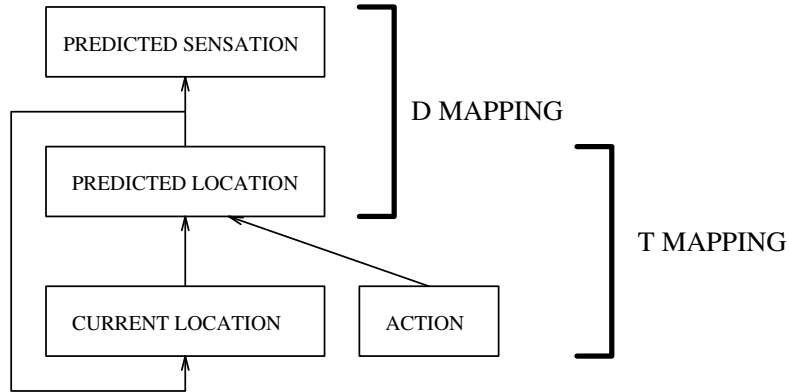 PREDICTED SENSATION
D MAPPING
PREDICTED LOCATION
T MAPPING
CURRENT LOCATION
ACTION